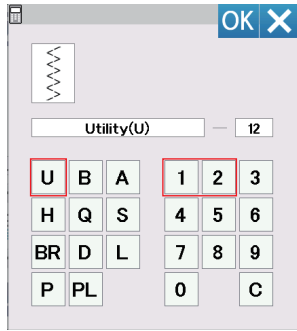 OK
Utility(U) — 12
U B A 1 2 3
H Q S 4 5 6
BR D L 7 8 9
P PL 0 C